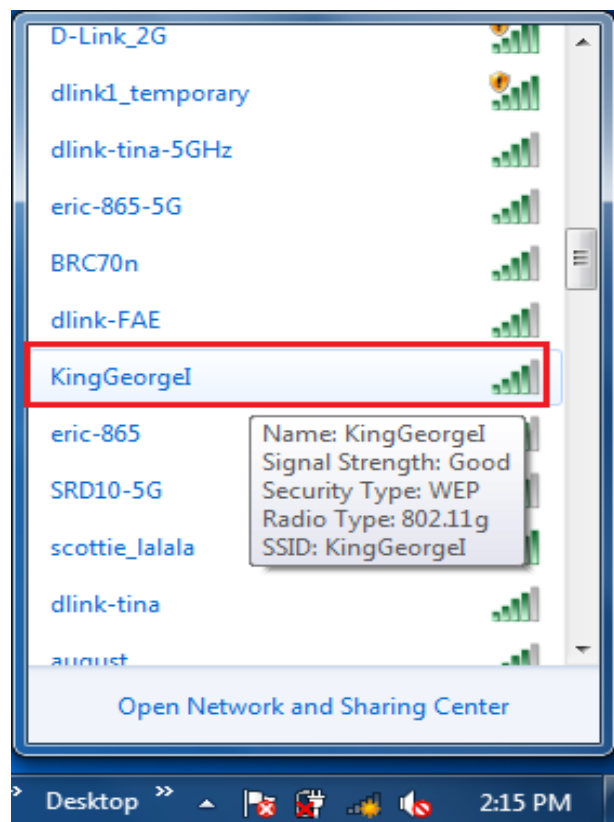 D-Link_2G
dlink1_temporary
dlink-tina-5GHz
eric-865-5G
BRC70n
dlink-FAE
KingGeorgeI
eric-865
Name: KingGeorgeI
Signal Strength: Good
SRD10-5G
Security Type: WEP
Radio Type: 802.11g
scottie_lalala
SSID: KingGeorgeI
dlink-tina
august
Open Network and Sharing Center
Desktop
2:15 PM